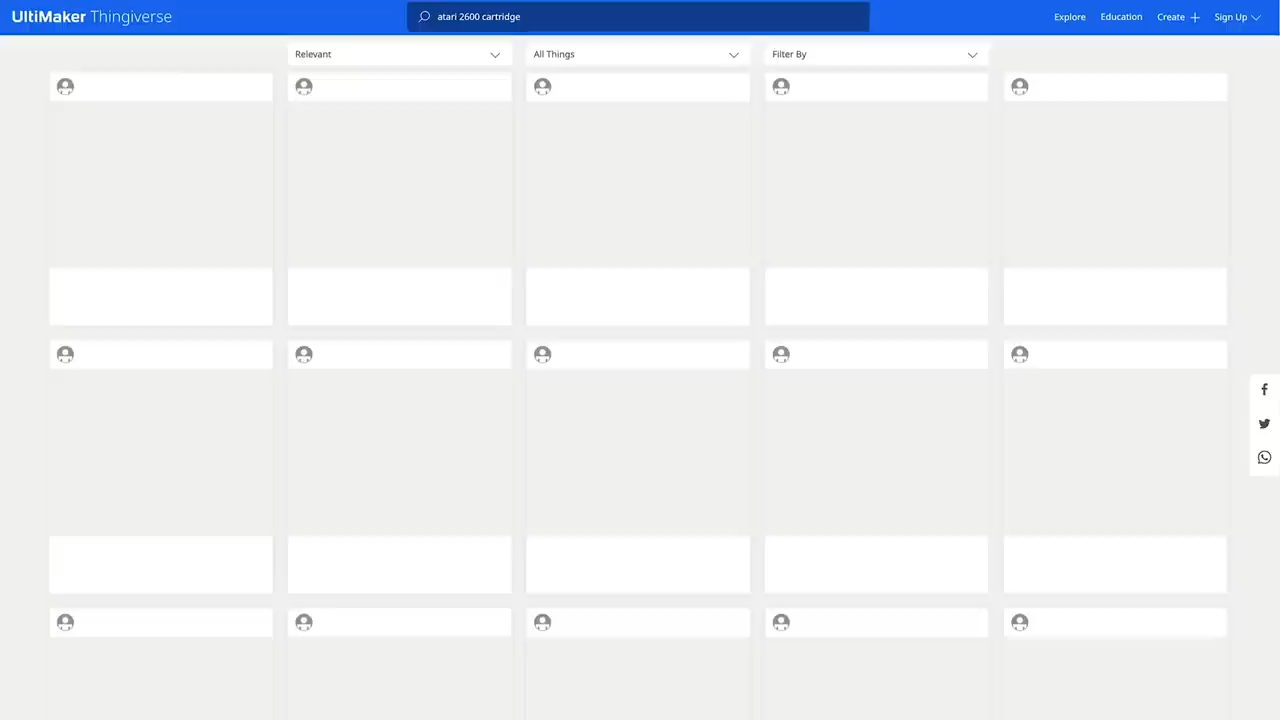 UltiMaker Thingiverse
atari 2600 cartridge
Explore
Education
Create
Sign Up
Relevant
All Things
Filter By